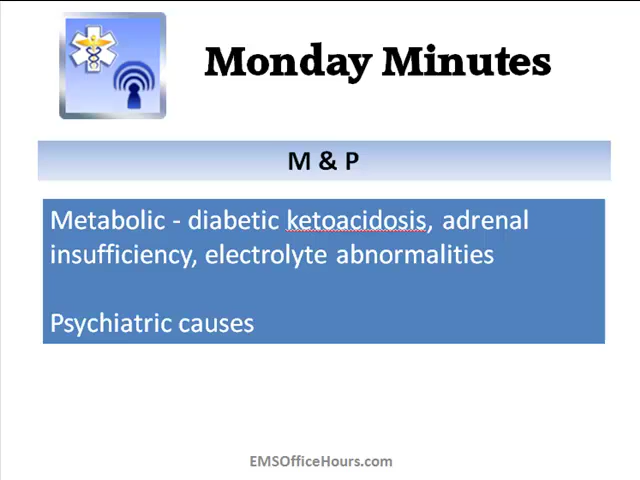 Monday Minutes
M & P
Metabolic - diabetic ketoacidosis, adrenal
insufficiency, electrolyte abnormalities
Psychiatric causes
EMSOfficeHours.com